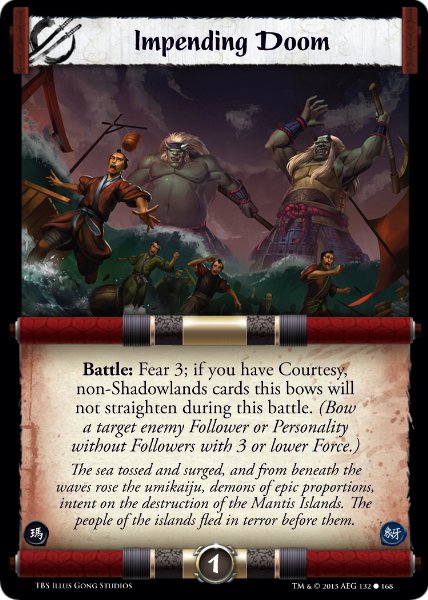 Impending Doom
Battle: Fear 3; if you have Courtesy,
non-Shadowlands cards this bows will
not straighten during this battle. (Bow
a target enemy Follower or Personality
without Followers with 3 or lower Force.)
The sea tossed and surged, and from beneath the
waves rose the umikaiju, demons of epic proportions,
intent on the destruction of the Mantis Islands. The
people of the islands fled in terror before them.
瑪 牙
1
TBS ILLUS GONG STUDIOS TM & © 2015 AEG 132 ● 168